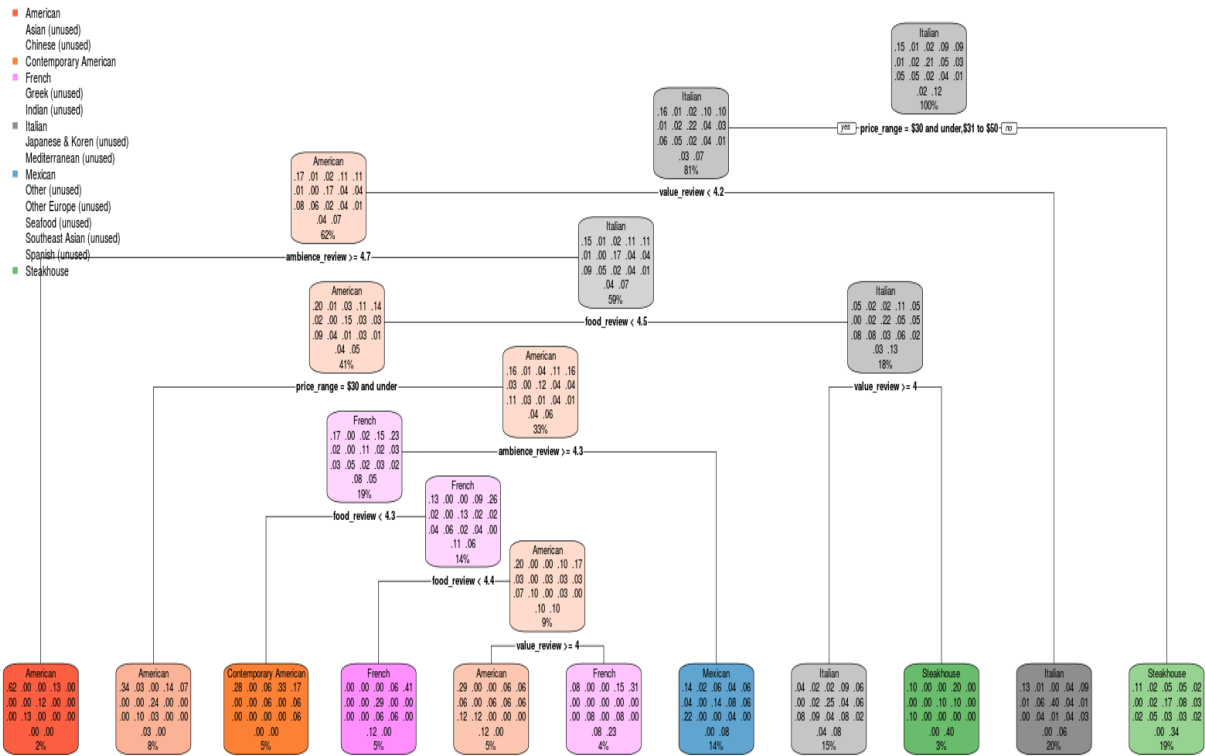 American
Asian (unused)
Chinese (unused)
Contemporary American
French
Greek (unused)
Indian (unused)
Italian
Japanese & Koren (unused)
Mediterranean (unused)
Mexican
Other (unused)
Other Europe (unused)
Seafood (unused)
Southeast Asian (unused)
Spanish (unused)
Steakhouse
Italian
.15 .01 .02 .09 .09
.01 .02 .21 .05 .03
.05 .05 .02 .04 .01
.02 .12
100%
yes price_range = $30 and under,$31 to $50 no
Italian
.16 .01 .02 .10 .10
.01 .02 .22 .04 .03
.06 .05 .02 .04 .01
.03 .07
81%
value_review < 4.2
American
.17 .01 .02 .11 .11
.01 .00 .17 .04 .04
.08 .06 .02 .04 .01
.04 .07
62%
ambience_review >= 4.7
Italian
.15 .01 .02 .11 .11
.01 .00 .17 .04 .04
.09 .05 .02 .04 .01
.04 .07
59%
food_review < 4.5
American
.20 .01 .03 .11 .14
.02 .00 .15 .03 .03
.09 .04 .01 .03 .01
.04 .05
41%
Italian
.05 .02 .02 .11 .05
.00 .02 .22 .05 .05
.08 .08 .03 .06 .02
.03 .13
18%
price_range = $30 and under
value_review >= 4
American
.16 .01 .04 .11 .16
.03 .00 .12 .04 .04
.11 .03 .01 .04 .01
.04 .06
33%
ambience_review >= 4.3
French
.17 .00 .02 .15 .23
.02 .00 .11 .02 .03
.03 .05 .02 .03 .02
.08 .05
19%
food_review < 4.3
French
.13 .00 .00 .09 .26
.02 .00 .13 .02 .02
.04 .06 .02 .04 .00
.11 .06
14%
food_review < 4.4
American
.20 .00 .00 .10 .17
.03 .00 .03 .03 .03
.07 .10 .00 .03 .00
.10 .10
9%
value_review >= 4
American
.62 .00 .00 .13 .00
.00 .00 .12 .00 .00
.00 .13 .00 .00 .00
.00 .00
2%
American
.34 .03 .00 .14 .07
.00 .00 .24 .00 .00
.00 .10 .03 .00 .00
.03 .00
8%
Contemporary American
.28 .00 .06 .33 .17
.00 .00 .06 .00 .06
.00 .00 .00 .00 .06
.00 .00
5%
French
.00 .00 .00 .06 .41
.00 .00 .29 .00 .00
.00 .00 .06 .06 .00
.12 .00
5%
American
.29 .00 .00 .06 .06
.06 .00 .06 .06 .06
.12 .12 .00 .00 .00
.12 .00
5%
French
.08 .00 .00 .15 .31
.00 .00 .00 .00 .00
.00 .08 .00 .08 .00
.08 .23
4%
Mexican
.14 .02 .06 .04 .06
.04 .00 .14 .08 .06
.22 .00 .00 .04 .00
.00 .08
14%
Italian
.04 .02 .02 .09 .06
.00 .02 .25 .04 .06
.08 .09 .04 .08 .02
.04 .08
15%
Steakhouse
.10 .00 .00 .20 .00
.00 .00 .10 .10 .00
.10 .00 .00 .00 .00
.00 .40
3%
Italian
.13 .01 .00 .04 .09
.01 .06 .40 .04 .01
.00 .04 .01 .04 .03
.00 .06
20%
Steakhouse
.11 .02 .05 .05 .02
.00 .02 .17 .08 .03
.02 .05 .03 .03 .02
.00 .34
19%